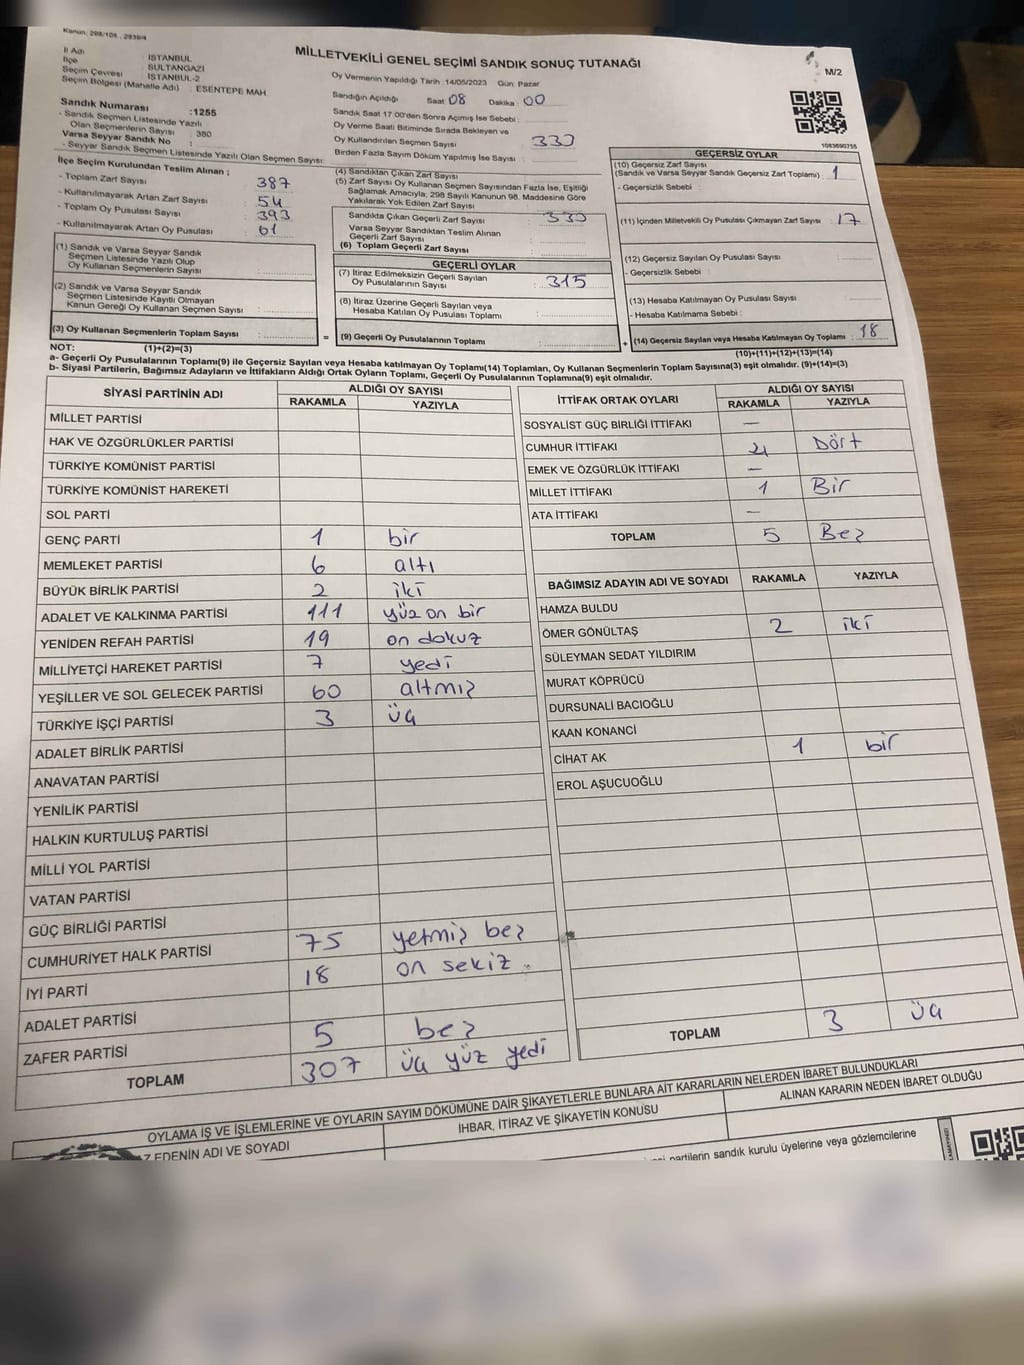 Kanun: 298/105 , 2839/4
MİLLETVEKİLİ GENEL SEÇİMİ SANDIK SONUÇ TUTANAĞI
M/2
İl Adı : İSTANBUL
İlçe : SULTANGAZİ
Seçim Çevresi : İSTANBUL-2
Seçim Bölgesi (Mahalle Adı) : ESENTEPE MAH.
Oy Vermenin Yapıldığı Tarih : 14/05/2023 Gün: Pazar
Sandığın Açıldığı Saat 08 Dakika : 00
Sandık Saat 17.00'den Sonra Açımış İse Sebebi :
Oy Verme Saati Bitiminde Sırada Bekleyen ve
Oy Kullandırılan Seçmen Sayısı : 333
Birden Fazla Sayım Döküm Yapılmış İse Sayısı :
Sandık Numarası : 1255
- Sandık Seçmen Listesinde Yazılı
Olan Seçmenlerin Sayısı : 380
Varsa Seyyar Sandık No :
- Seyyar Sandık Seçmen Listesinde Yazılı Olan Seçmen Sayısı :
İlçe Seçim Kurulundan Teslim Alınan ;
- Toplam Zarf Sayısı : 387
- Kullanılmayarak Artan Zarf Sayısı : 54
- Toplam Oy Pusulası Sayısı : 393
- Kullanılmayarak Artan Oy Pusulası : 61
(1) Sandık ve Varsa Seyyar Sandık
Seçmen Listesinde Yazılı Olup
Oy Kullanan Seçmenlerin Sayısı :
(2) Sandık ve Varsa Seyyar Sandık
Seçmen Listesinde Kayıtlı Olmayan
Kanun Gereği Oy Kullanan Seçmen Sayısı :
(3) Oy Kullanan Seçmenlerin Toplam Sayısı :
(4) Sandıktan Çıkan Zarf Sayısı
(5) Zarf Sayısı Oy Kullanan Seçmen Sayısından Fazla İse, Eşitliği
Sağlamak Amacıyla; 298 Sayılı Kanunun 98. Maddesine Göre
Yakılarak Yok Edilen Zarf Sayısı
Sandıkta Çıkan Geçerli Zarf Sayısı : 333
Varsa Seyyar Sandıktan Teslim Alınan
Geçerli Zarf Sayısı
(6) Toplam Geçerli Zarf Sayısı
GEÇERLİ OYLAR
(7) İtiraz Edilmeksizin Geçerli Sayılan
Oy Pusulalarının Sayısı : 315
(8) İtiraz Üzerine Geçerli Sayılan veya
Hesaba Katılan Oy Pusulası Toplamı :
= (9) Geçerli Oy Pusulalarının Toplamı :
1083690755
GEÇERSİZ OYLAR
(10) Geçersiz Zarf Sayısı
(Sandık ve Varsa Seyyar Sandık Geçersiz Zarf Toplamı) : 1
- Geçersizlik Sebebi :
(11) İçinden Milletvekili Oy Pusulası Çıkmayan Zarf Sayısı : 17
(12) Geçersiz Sayılan Oy Pusulası Sayısı :
- Geçersizlik Sebebi :
(13) Hesaba Katılmayan Oy Pusulası Sayısı :
- Hesaba Katılmama Sebebi :
+ (14) Geçersiz Sayılan veya Hesaba Katılmayan Oy Toplamı : 18
NOT: (1)+(2)=(3)
(10)+(11)+(12)+(13)=(14)
a- Geçerli Oy Pusulalarının Toplamı(9) ile Geçersiz Sayılan veya Hesaba katılmayan Oy Toplamı(14) Toplamları, Oy Kullanan Seçmenlerin Toplam Sayısına(3) eşit olmalıdır. (9)+(14)=(3)
b- Siyasi Partilerin, Bağımsız Adayların ve İttifakların Aldığı Ortak Oyların Toplamı, Geçerli Oy Pusulalarının Toplamına(9) eşit olmalıdır.
SİYASİ PARTİNİN ADI ALDIĞI OY SAYISI
RAKAMLA YAZIYLA
MİLLET PARTİSİ
HAK VE ÖZGÜRLÜKLER PARTİSİ
TÜRKİYE KOMÜNİST PARTİSİ
TÜRKİYE KOMÜNİST HAREKETİ
SOL PARTİ
GENÇ PARTİ 1 bir
MEMLEKET PARTİSİ 6 altı
BÜYÜK BİRLİK PARTİSİ 2 iki
ADALET VE KALKINMA PARTİSİ 111 yüz on bir
YENİDEN REFAH PARTİSİ 19 on dokuz
MİLLİYETÇİ HAREKET PARTİSİ 7 yedi
YEŞİLLER VE SOL GELECEK PARTİSİ 60 altmış
TÜRKİYE İŞÇİ PARTİSİ 3 üç
ADALET BİRLİK PARTİSİ
ANAVATAN PARTİSİ
YENİLİK PARTİSİ
HALKIN KURTULUŞ PARTİSİ
MİLLİ YOL PARTİSİ
VATAN PARTİSİ
GÜÇ BİRLİĞİ PARTİSİ
CUMHURİYET HALK PARTİSİ 75 yetmiş beş
İYİ PARTİ 18 on sekiz
ADALET PARTİSİ
ZAFER PARTİSİ 5 beş
TOPLAM 307 üç yüz yedi
İTTİFAK ORTAK OYLARI ALDIĞI OY SAYISI
RAKAMLA YAZIYLA
SOSYALİST GÜÇ BİRLİĞİ İTTİFAKI —
CUMHUR İTTİFAKI 4 Dört
EMEK VE ÖZGÜRLÜK İTTİFAKI —
MİLLET İTTİFAKI 1 Bir
ATA İTTİFAKI —
TOPLAM 5 Beş
BAĞIMSIZ ADAYIN ADI VE SOYADI RAKAMLA YAZIYLA
HAMZA BULDU
ÖMER GÖNÜLTAŞ 2 iki
SÜLEYMAN SEDAT YILDIRIM
MURAT KÖPRÜCÜ
DURSUNALİ BACIOĞLU
KAAN KONANCİ
CİHAT AK 1 bir
EROL AŞUCUOĞLU
TOPLAM 3 üç
OYLAMA İŞ VE İŞLEMLERİNE VE OYLARIN SAYIM DÖKÜMÜNE DAİR ŞİKAYETLERLE BUNLARA AİT KARARLARIN NELERDEN İBARET BULUNDUKLARI
Z EDENİN ADI VE SOYADI İHBAR, İTİRAZ VE ŞİKAYETİN KONUSU ALINAN KARARIN NEDEN İBARET OLDUĞU
partilerin sandık kurulu üyelerine veya gözlemcilerine